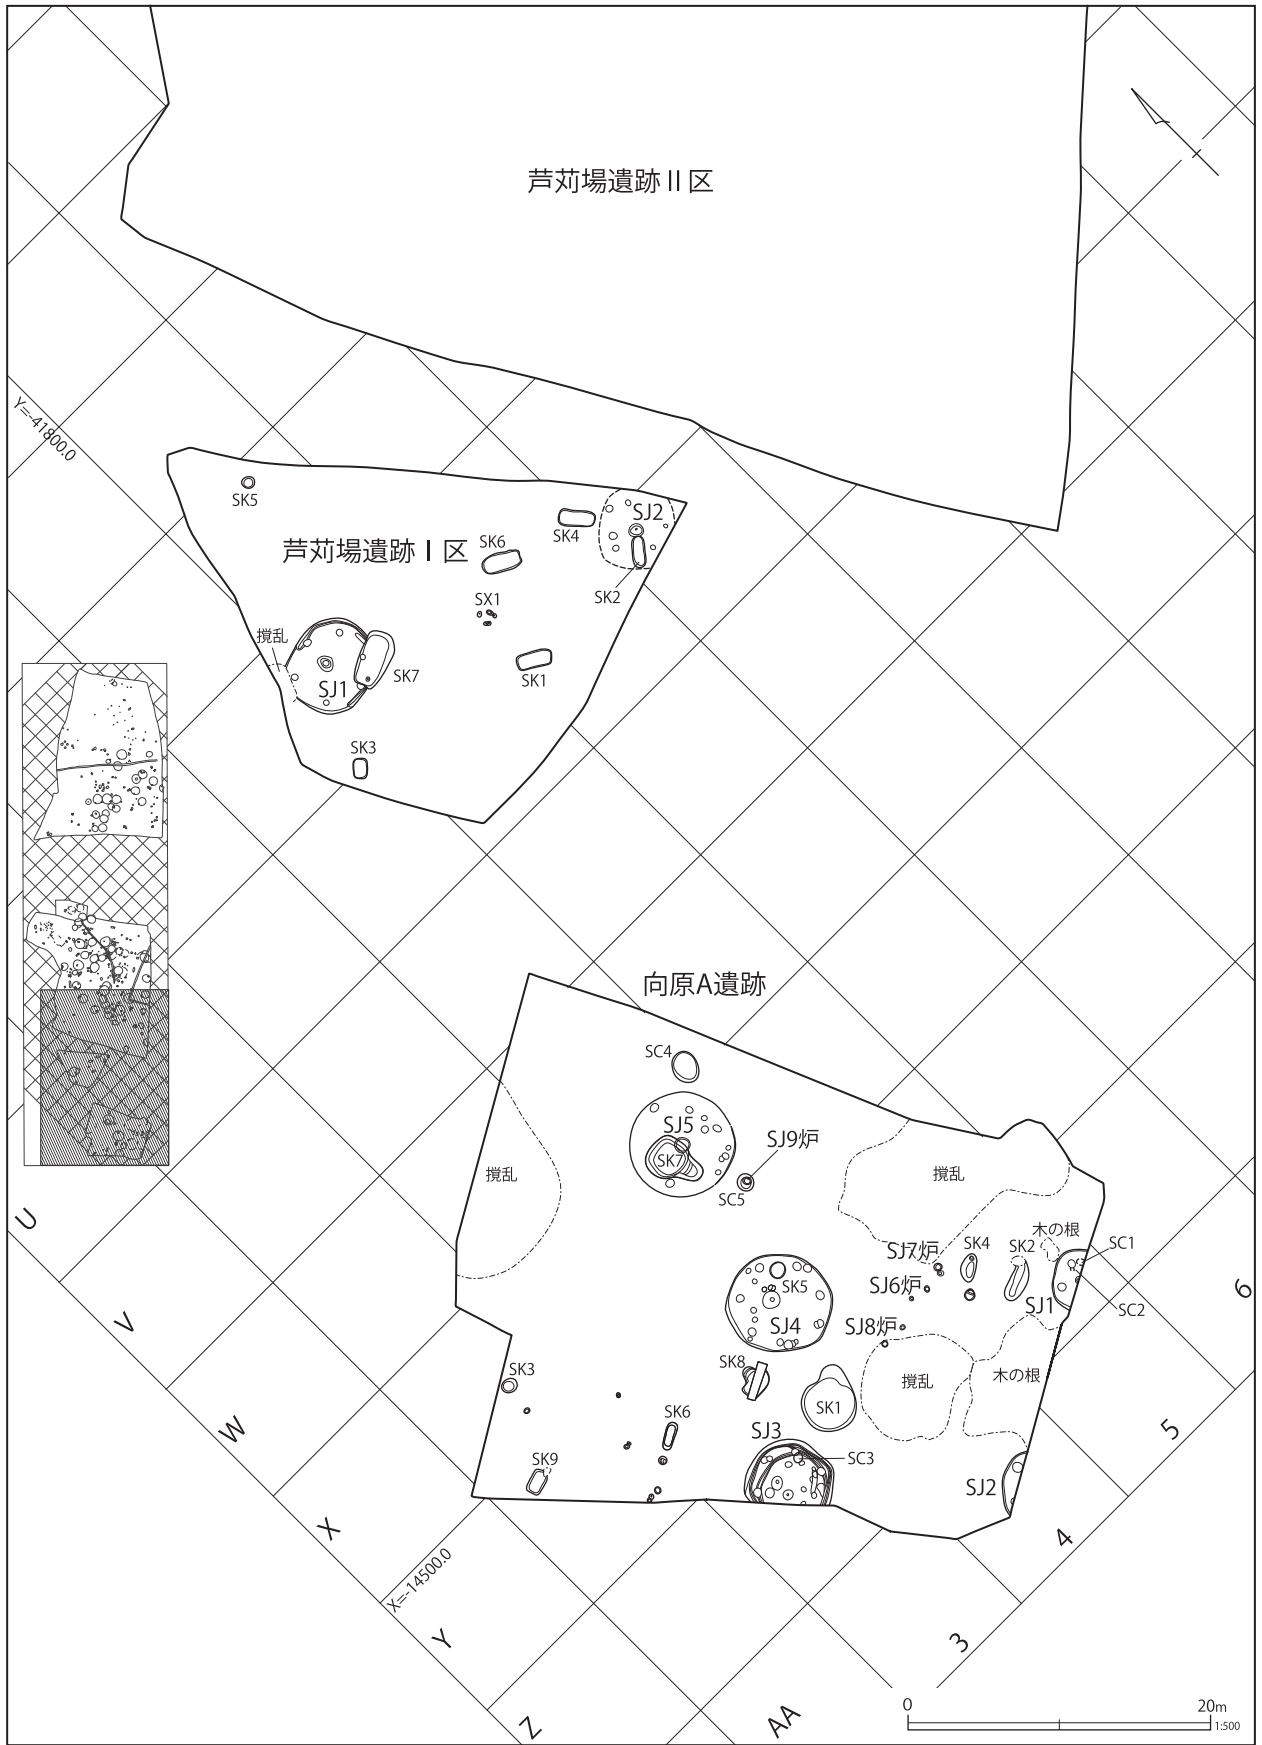 芦苅場遺跡Ⅱ区
Y=-41800.0
SK5
芦苅場遺跡Ⅰ区
SK6
SK4
SJ2
SK2
SX1
撹乱
SJ1
SK7
SK1
SK3
向原A遺跡
SC4
SJ5
SK7
SJ9炉
SC5
撹乱
撹乱
木の根
SJ7炉
SK4
SK2
SC1
SJ6炉
SJ1
SC2
SK5
SJ4
SJ8炉
SK8
撹乱
木の根
SK3
SK1
SK6
SJ3
SC3
SK9
SJ2
U
V
W
X
Y
Z
AA
X=-14500.0
3
4
5
6
0 20m
1:500